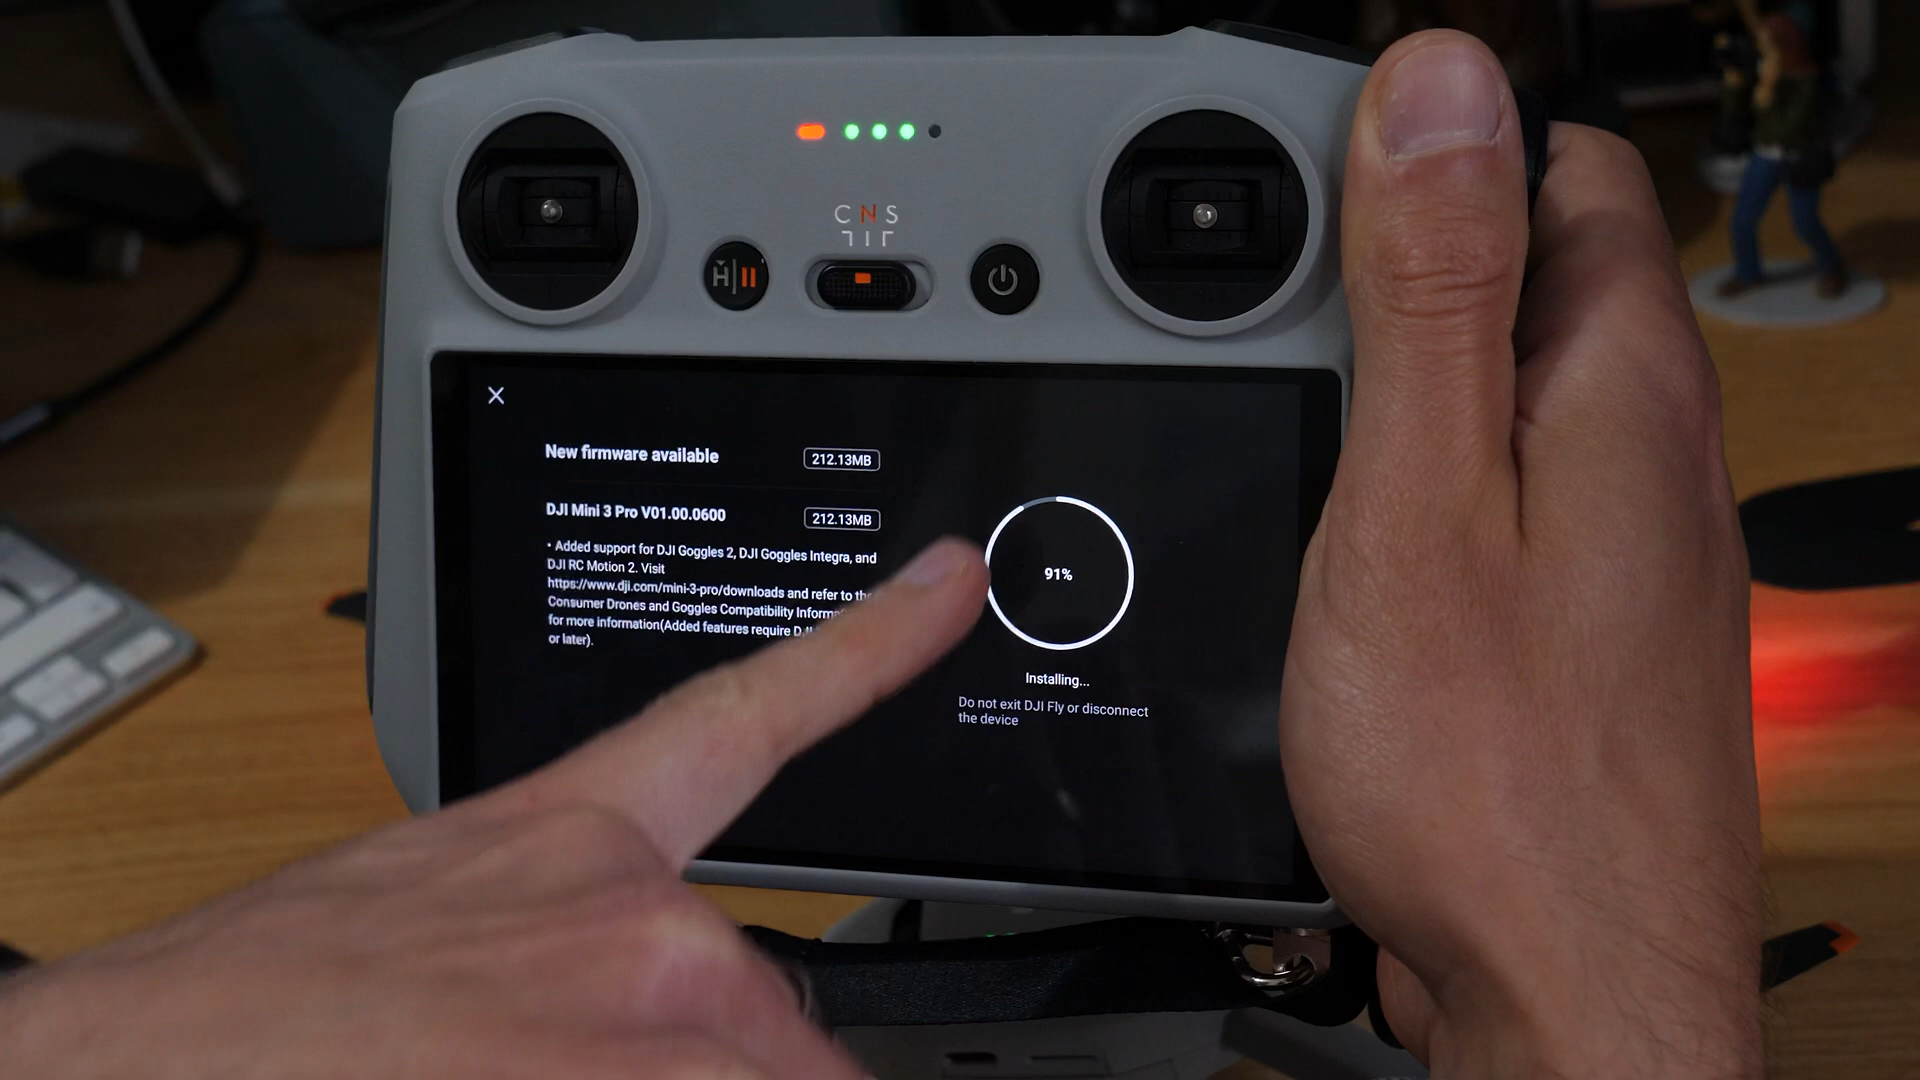 C N S
H
New firmware available 212.13MB
DJI Mini 3 Pro V01.00.0600 212.13MB
• Added support for DJI Goggles 2, DJI Goggles Integra, and
DJI RC Motion 2. Visit
https://www.dji.com/mini-3-pro/downloads and refer to the
Consumer Drones and Goggles Compatibility
for more information(Added features require
or later).
91%
Installing...
Do not exit DJI Fly or disconnect
the device